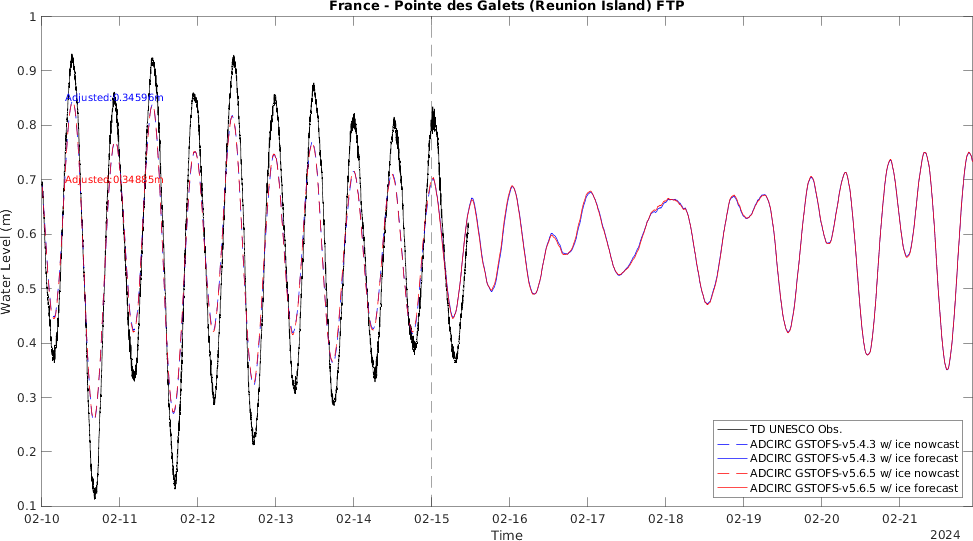 France - Pointe des Galets (Reunion Island) FTP
1
0.9
0.8
0.7
0.6
0.5
0.4
0.3
0.2
0.1
Water Level (m)
Adjusted:0.34596m
Adjusted:0.34885m
TD UNESCO Obs.
ADCIRC GSTOFS-v5.4.3 w/ ice nowcast
ADCIRC GSTOFS-v5.4.3 w/ ice forecast
ADCIRC GSTOFS-v5.6.5 w/ ice nowcast
ADCIRC GSTOFS-v5.6.5 w/ ice forecast
02-10 02-11 02-12 02-13 02-14 02-15 02-16 02-17 02-18 02-19 02-20 02-21
Time
2024